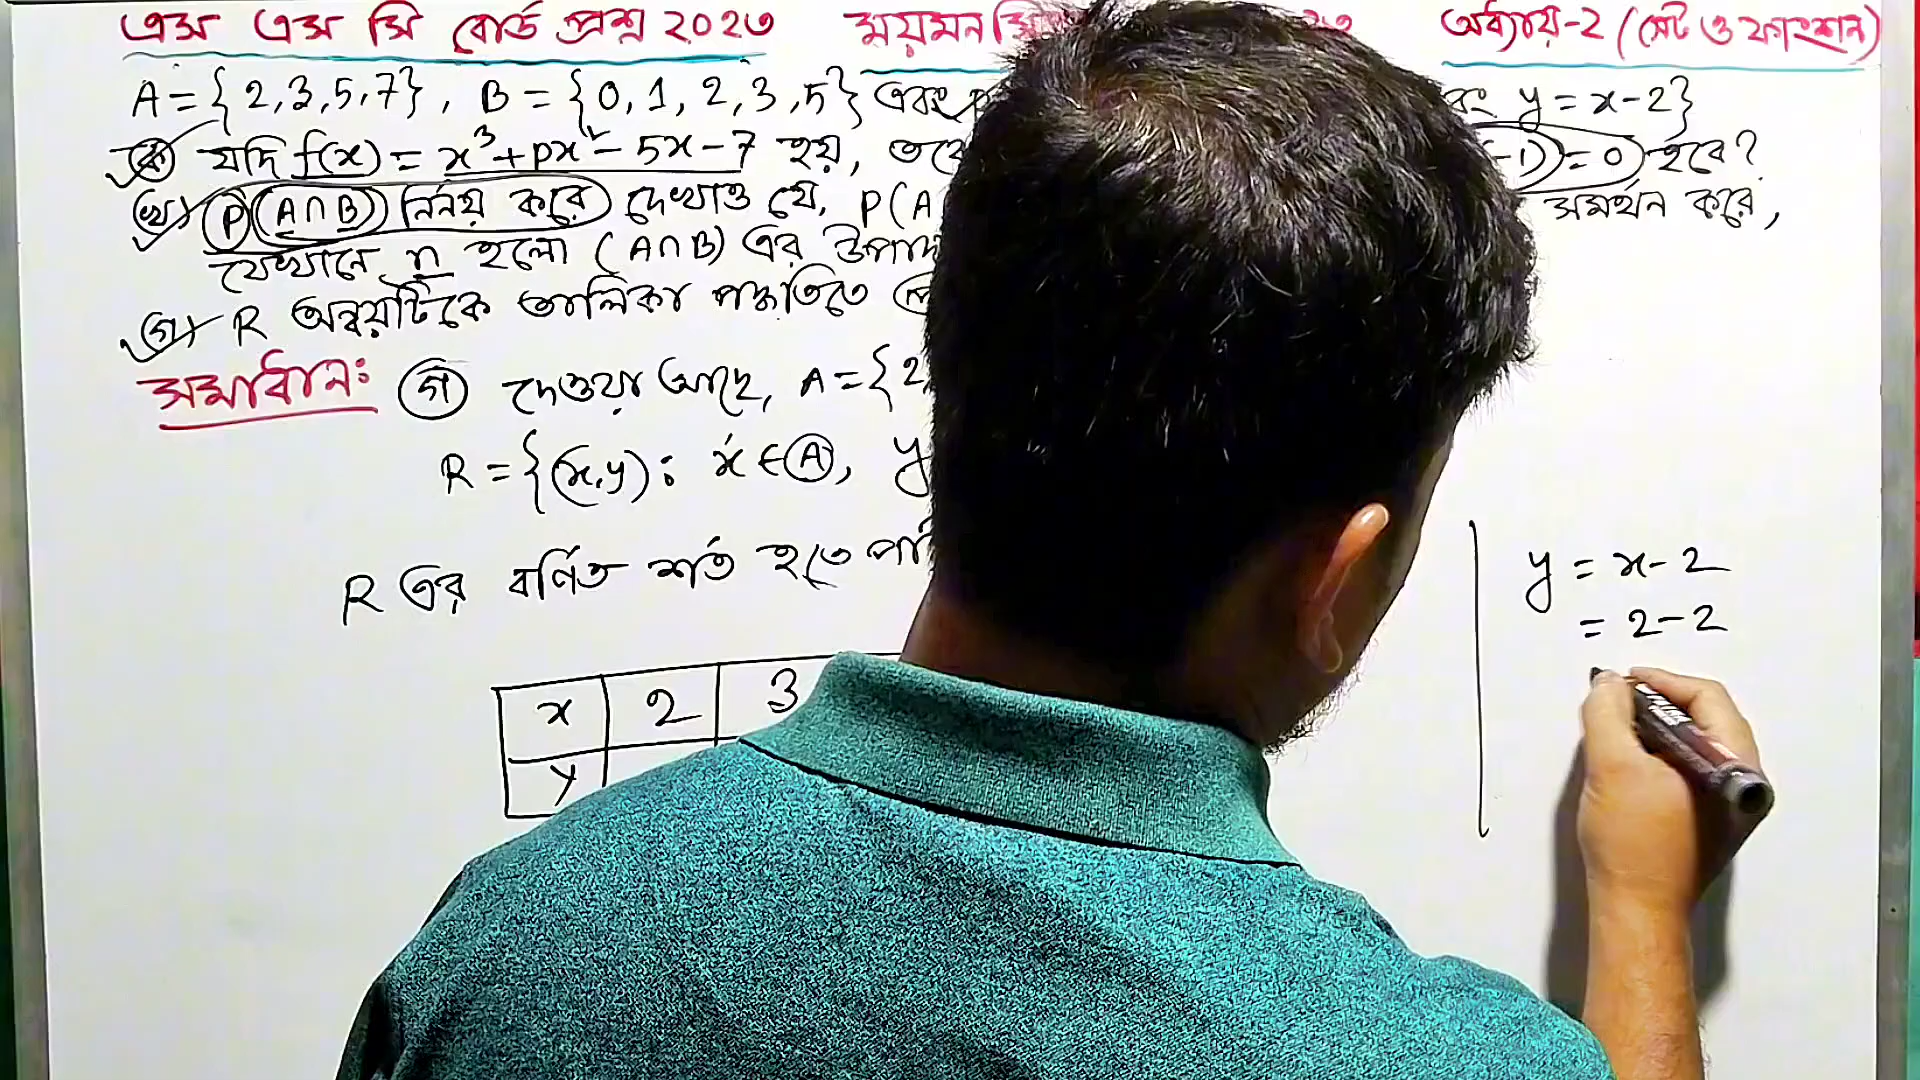 এস এস সি বোর্ড প্রশ্ন ২০২৩ ময়মনসি অধ্যায়-2 (সেট ও ফাংশন)
A = {2,3,5,7}, B = {0,1,2,3,5} এবং y = x-2}
ক যদি f(x) = x³+px²-5x-7 হয়, তবে -1)=0 হবে?
খ P(A∩B) নির্নয় করে দেখাও যে, P(A সমর্থন করে,
যেখানে n হলো (A∩B) এর উপাদ
গ R অন্বয়টিকে তালিকা পদ্ধতিতে
সমাধান: গ দেওয়া আছে, A={2,
R={(x,y): x∈A, y
R এর বর্ণিত শর্ত হতে পাই
x 2 3
y
y = x-2
= 2-2